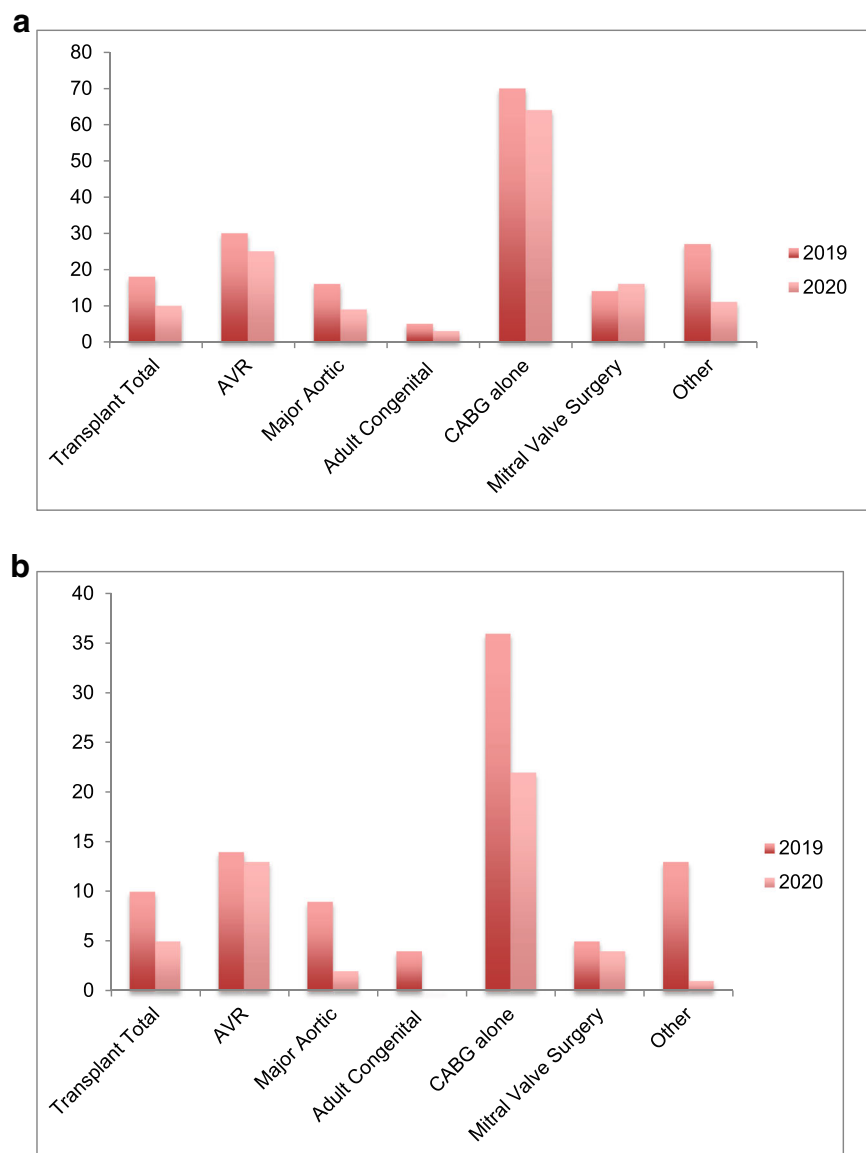 a
80
70
60
50
40
30
20
10
0
Transplant Total
AVR
Major Aortic
Adult Congenital
CABG alone
Mitral Valve Surgery
Other
2019
2020
b
40
35
30
25
20
15
10
5
0
Transplant Total
AVR
Major Aortic
Adult Congenital
CABG alone
Mitral Valve Surgery
Other
2019
2020